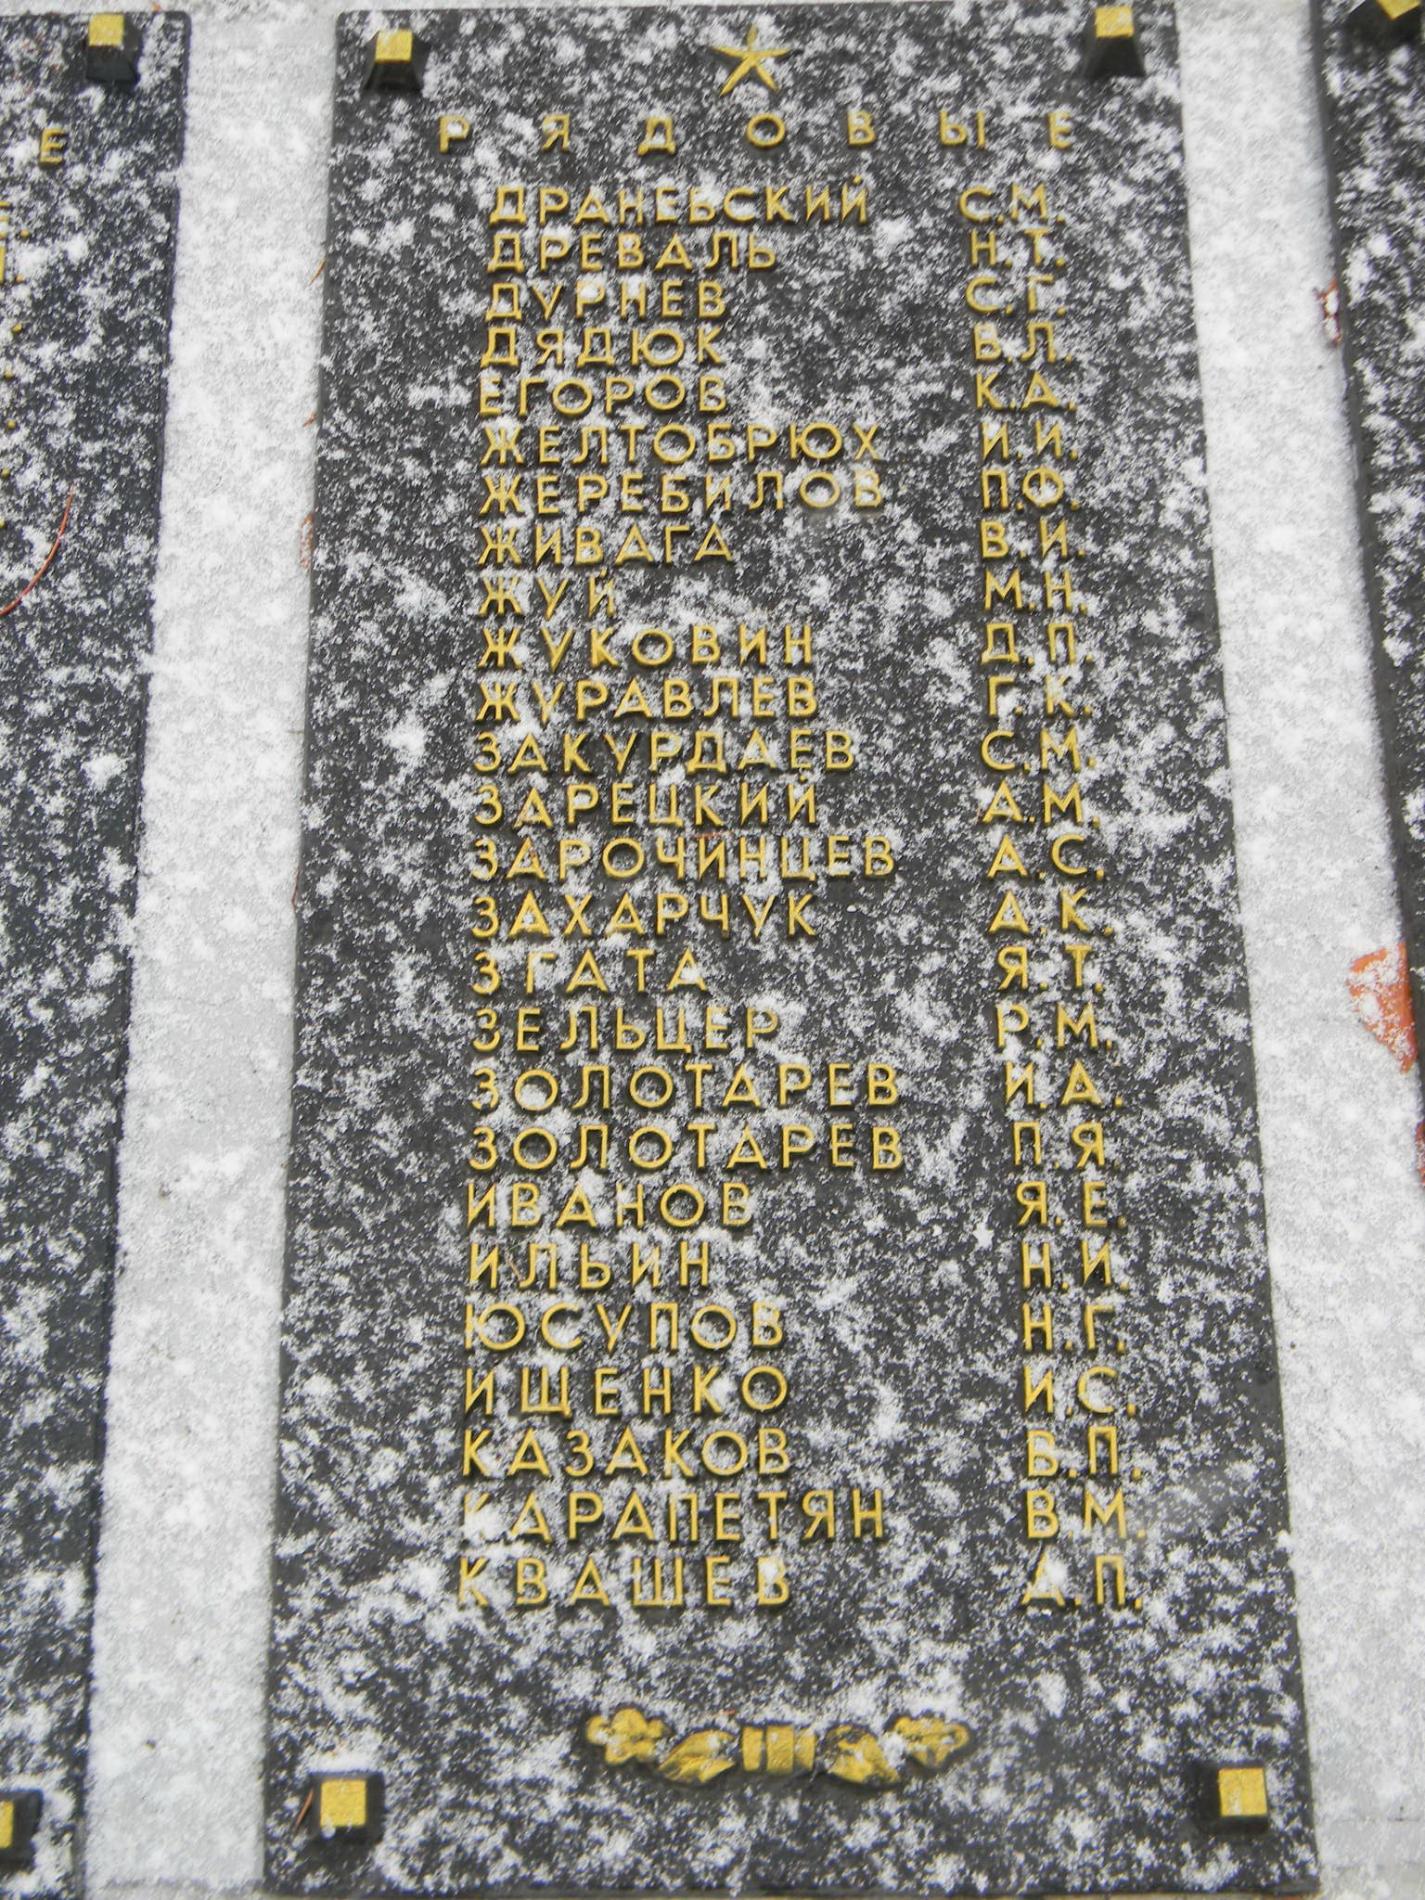 РЯДОВЫЕ
ДРАНЕВСКИЙ С.М.
ДРЕВАЛЬ Н.Т.
ДУРНЕВ С.Г.
ДЯДЮК В.Л.
ЕГОРОВ К.А.
ЖЕЛТОБРЮХ И.И.
ЖЕРЕБИЛОВ П.Ф.
ЖИВАГА В.И.
ЖУЙ М.Н.
ЖУКОВИН Д.П.
ЖУРАВЛЕВ Г.К.
ЗАКУРДАЕВ С.М.
ЗАРЕЦКИЙ А.М.
ЗАРОЧИНЦЕВ А.С.
ЗАХАРЧУК А.К.
ЗГАТА Я.Т.
ЗЕЛЬЦЕР Р.М.
ЗОЛОТАРЕВ И.А.
ЗОЛОТАРЕВ П.Я.
ИВАНОВ Я.Е.
ИЛЬИН Н.И.
ЮСУПОВ Н.Г.
ИЩЕНКО И.С.
КАЗАКОВ В.П.
КАРАПЕТЯН В.М.
КВАШЕВ А.П.